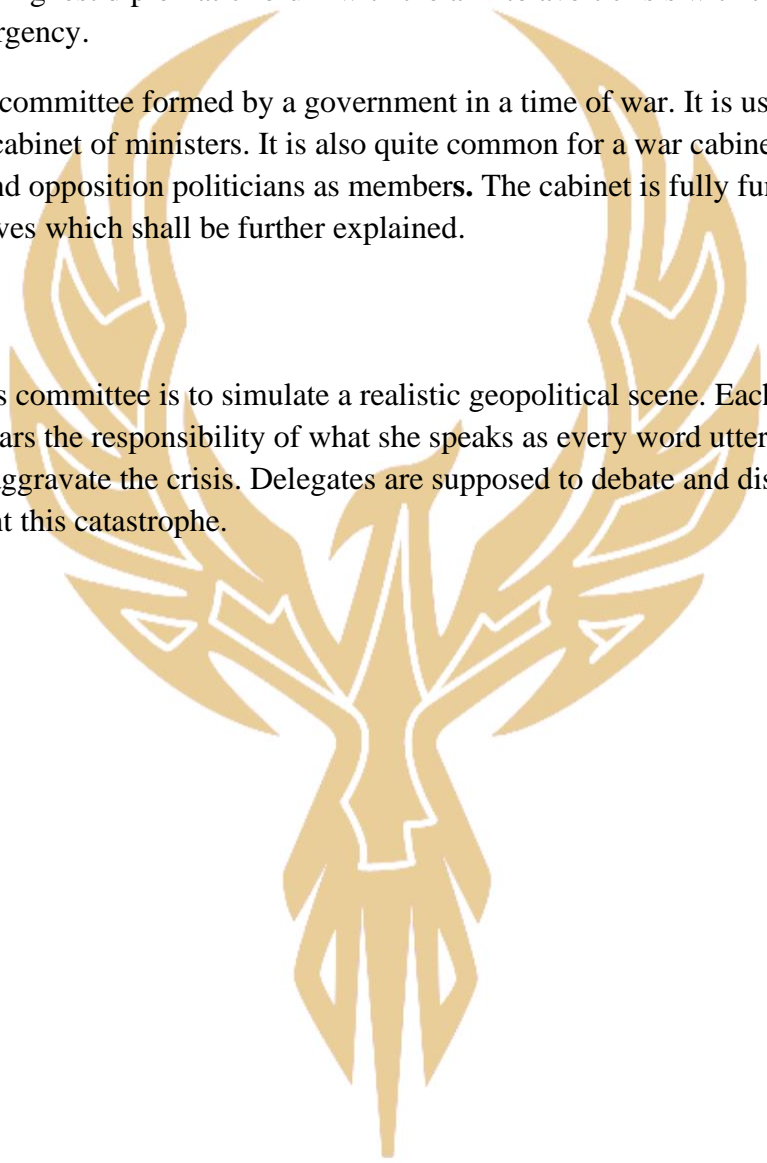 rgency.
committee formed by a government in a time of war. It is us
cabinet of ministers. It is also quite common for a war cabine
nd opposition politicians as members. The cabinet is fully fu
ves which shall be further explained.
s committee is to simulate a realistic geopolitical scene. Each
ars the responsibility of what she speaks as every word utter
ggravate the crisis. Delegates are supposed to debate and dis
nt this catastrophe.